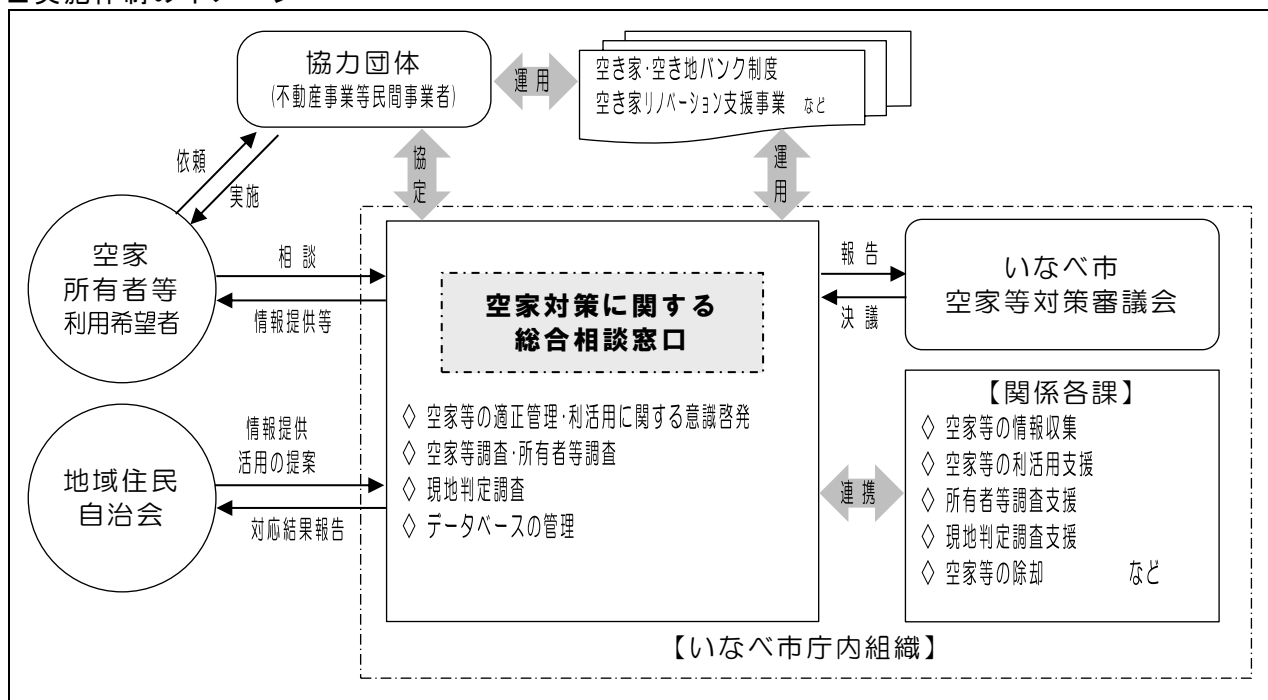 協力団体
(不動産事業等民間事業者)
運用
空き家・空き地バンク制度
空き家リノベーション支援事業 など
依頼
実施
協定
運用
空家
所有者等
利用希望者
相談
情報提供等
空家対策に関する
総合相談窓口
報告
決議
いなべ市
空家等対策審議会
地域住民
自治会
情報提供
活用の提案
対応結果報告
◇ 空家等の適正管理・利活用に関する意識啓発
◇ 空家等調査・所有者等調査
◇ 現地判定調査
◇ データベースの管理
連携
【関係各課】
◇ 空家等の情報収集
◇ 空家等の利活用支援
◇ 所有者等調査支援
◇ 現地判定調査支援
◇ 空家等の除却 など
【いなべ市庁内組織】